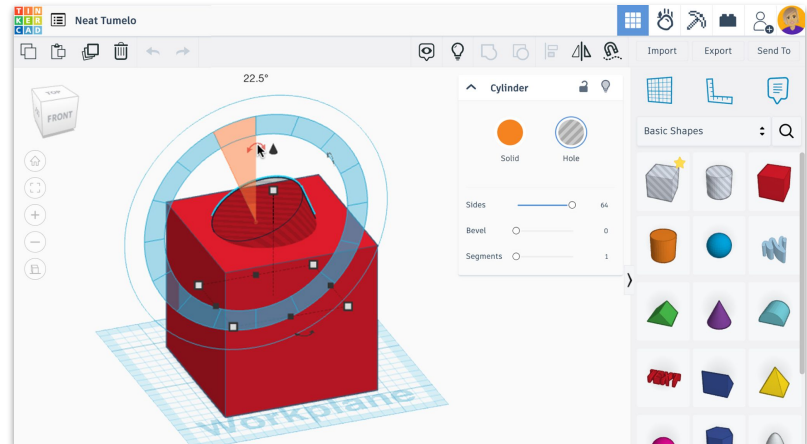 TIN
KER
CAD
Neat Tumelo
Import
Export
Send To
22.5°
TOP
FRONT
Cylinder
Solid
Hole
Sides
64
Bevel
0
Segments
1
Basic Shapes
TEXT
Workplane